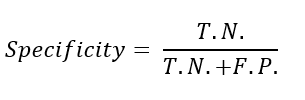 Specificity = T.N. / T.N.+F.P.